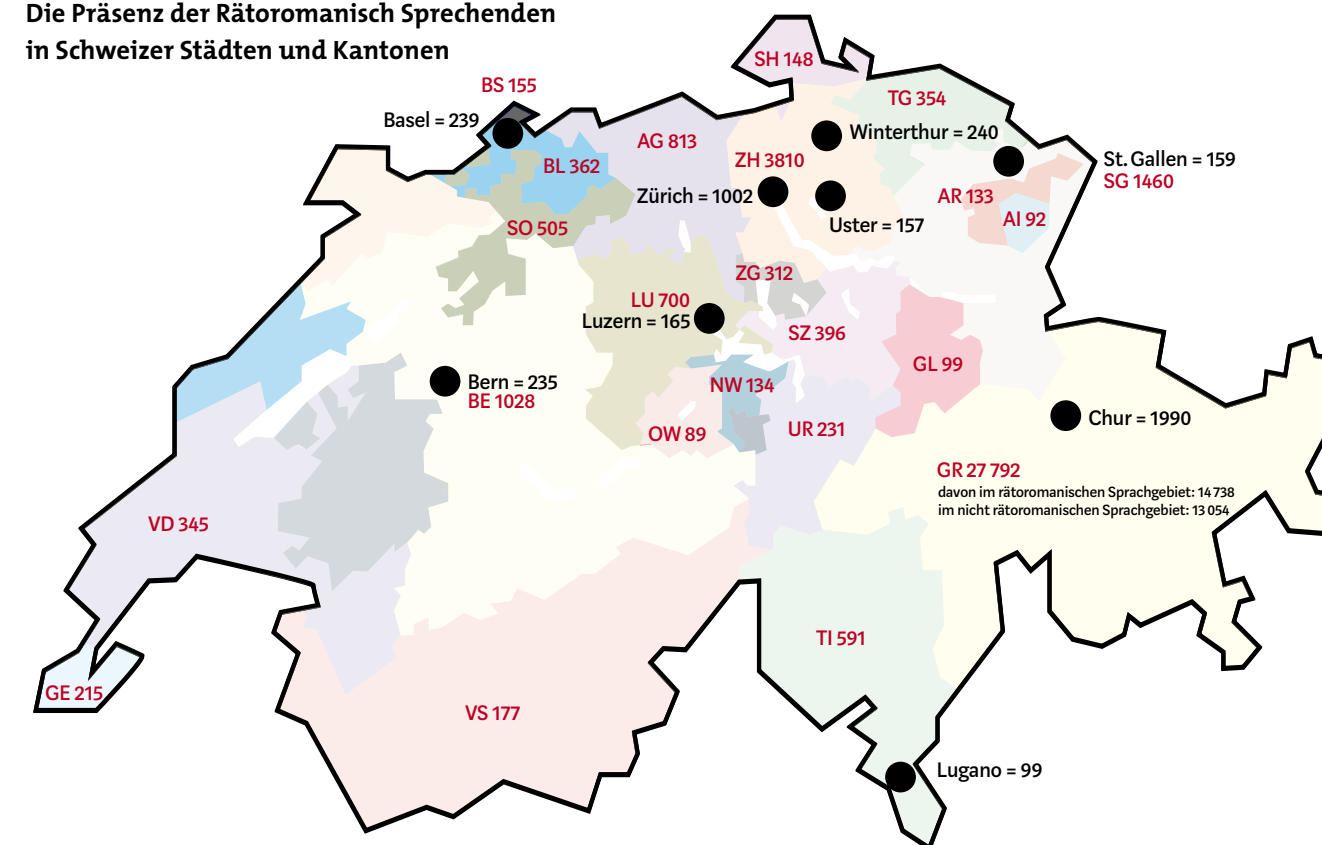 Die Präsenz der Rätoromanisch Sprechenden
in Schweizer Städten und Kantonen
SH 148
BS 155
TG 354
Basel = 239
AG 813
Winterthur = 240
ZH 3810
BL 362
St. Gallen = 159
SG 1460
Zürich = 1002
AR 133
AI 92
SO 505
Uster = 157
ZG 312
LU 700
Luzern = 165
SZ 396
GL 99
Bern = 235
BE 1028
NW 134
Chur = 1990
OW 89
UR 231
GR 27 792
davon im rätoromanischen Sprachgebiet: 14 738
im nicht rätoromanischen Sprachgebiet: 13 054
VD 345
TI 591
GE 215
VS 177
Lugano = 99